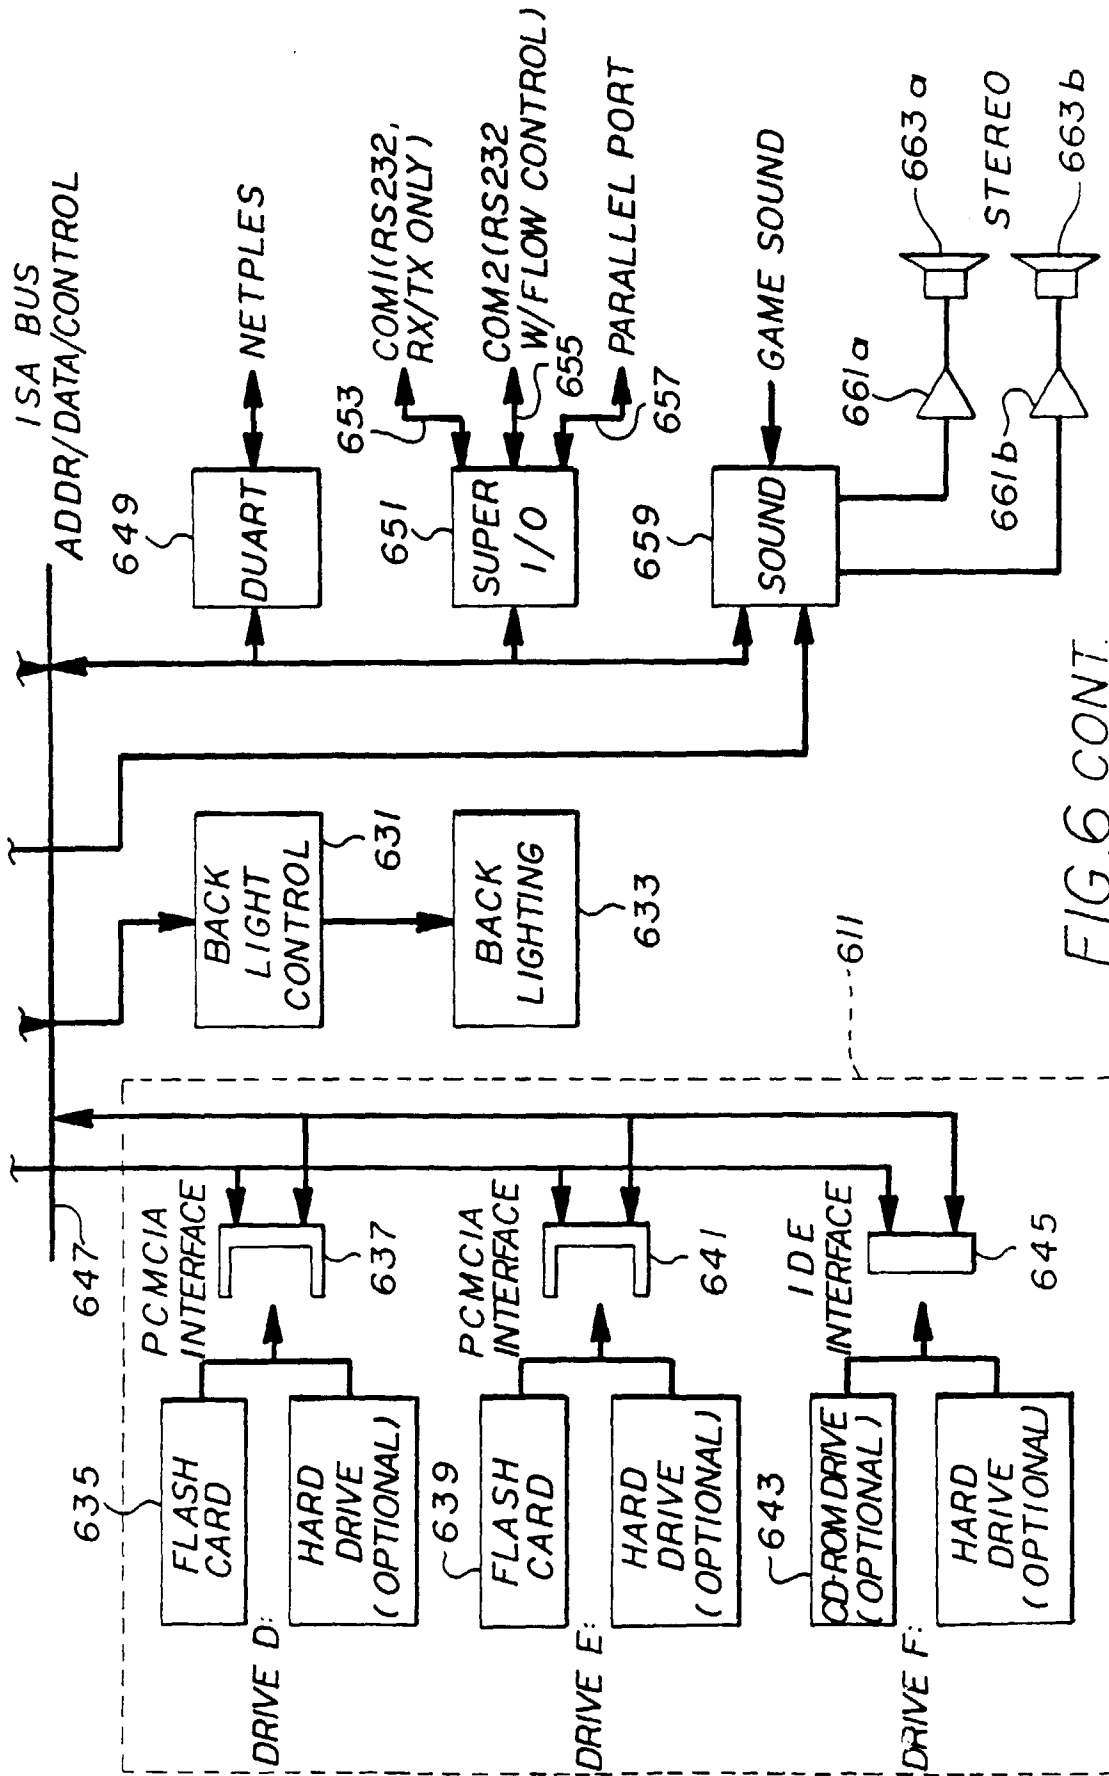 ISA BUS
ADDR/DATA/CONTROL
647
649
DUART
NETPLES
653
COM1(RS232,
RX/TX ONLY)
651
SUPER
I/O
COM2(RS232
W/FLOW CONTROL)
655
PARALLEL PORT
657
659
SOUND
GAME SOUND
661a
663a
STEREO
661b
663b
BACK
LIGHT
CONTROL
631
BACK
LIGHTING
633
611
635
FLASH
CARD
PCMCIA
INTERFACE
637
HARD
DRIVE
(OPTIONAL)
DRIVE D:
639
FLASH
CARD
PCMCIA
INTERFACE
641
HARD
DRIVE
(OPTIONAL)
DRIVE E:
643
CD-ROM DRIVE
(OPTIONAL)
IDE
INTERFACE
645
HARD
DRIVE
(OPTIONAL)
DRIVE F:
FIG.6 CONT.